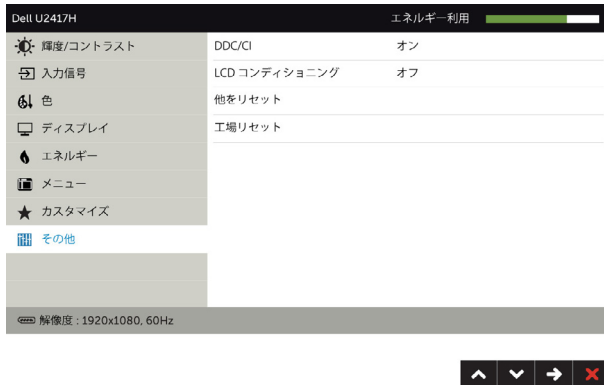 Dell U2417H エネルギー利用
輝度/コントラスト DDC/CI オン
入力信号 LCD コンディショニング オフ
色 他をリセット
ディスプレイ 工場リセット
エネルギー
メニュー
カスタマイズ
その他
解像度 : 1920x1080, 60Hz